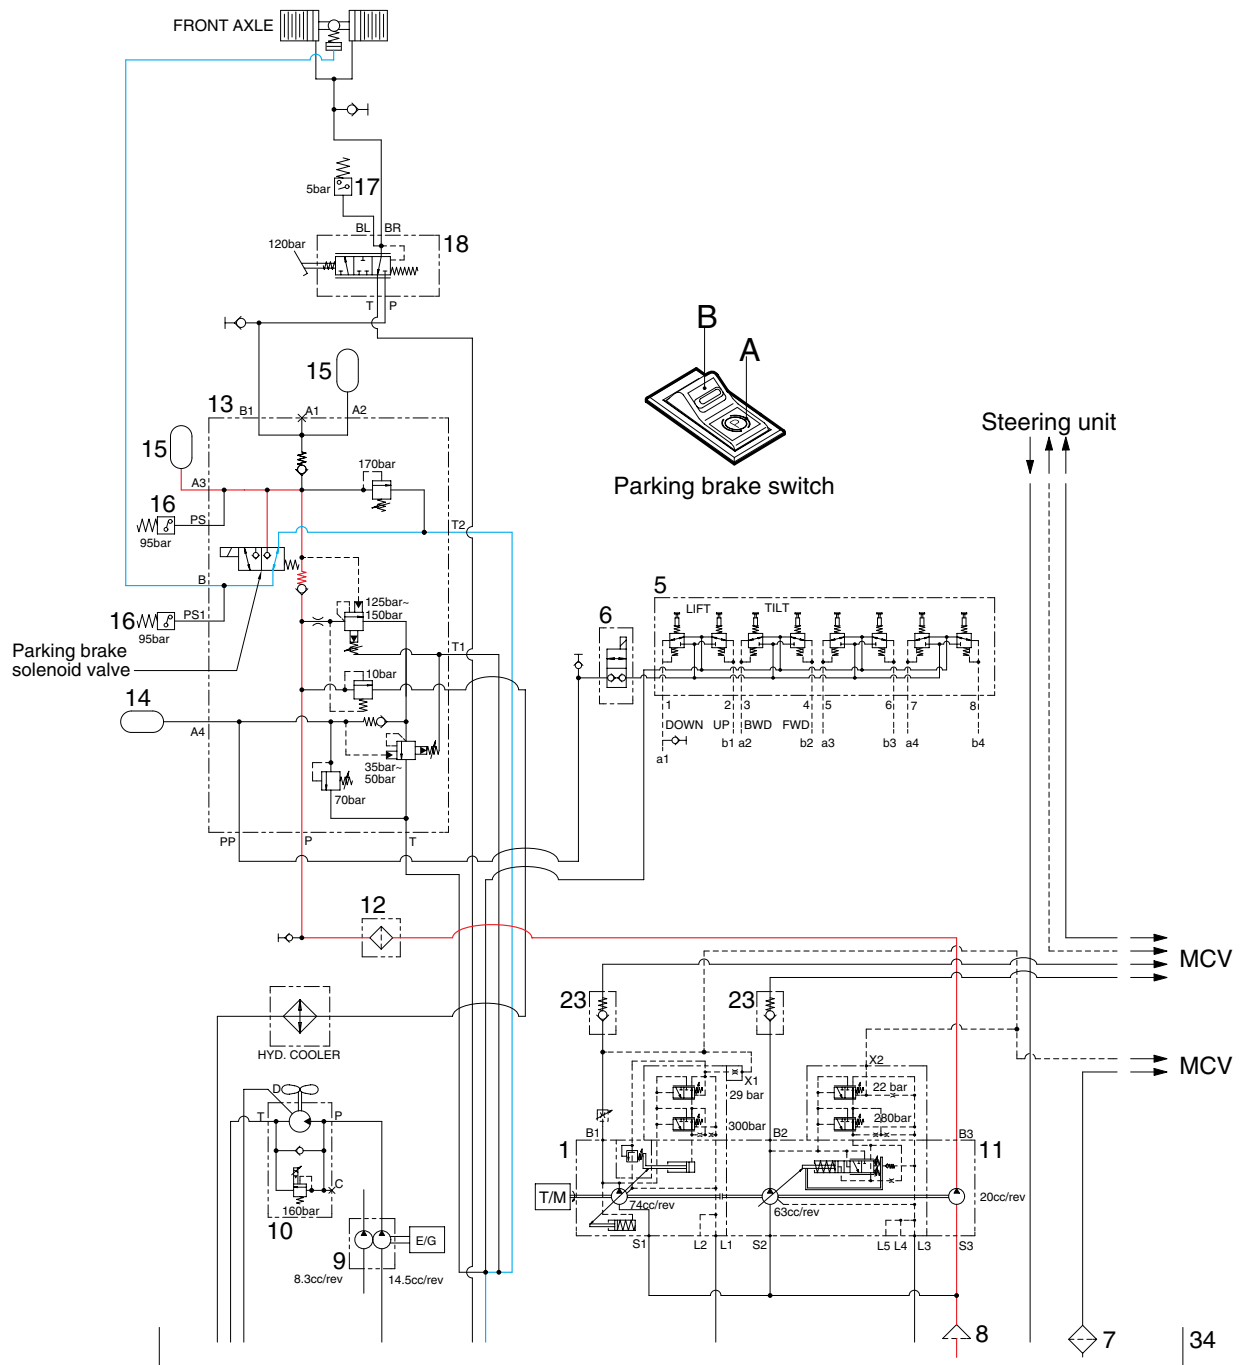 FRONT AXLE
5bar
17
BL
BR
120bar
18
T
P
B
A
Parking brake switch
Steering unit
15
13
B1
A1
A2
15
170bar
A3
16
PS
95bar
T2
B
125bar~
150bar
16
PS1
95bar
T1
Parking brake
solenoid valve
10bar
14
A4
35bar~
50bar
70bar
PP
P
T
5
6
LIFT
TILT
1
2
3
4
5
6
7
8
DOWN
UP
BWD
FWD
a1
b1
a2
b2
a3
b3
a4
b4
12
MCV
23
23
HYD. COOLER
MCV
X1
29 bar
300bar
X2
22 bar
280bar
D
T
P
C
160bar
10
9
E/G
8.3cc/rev
14.5cc/rev
1
B1
B2
B3
11
T/M
74cc/rev
63cc/rev
20cc/rev
S1
L2
L1
S2
L5
L4
L3
S3
8
7
34